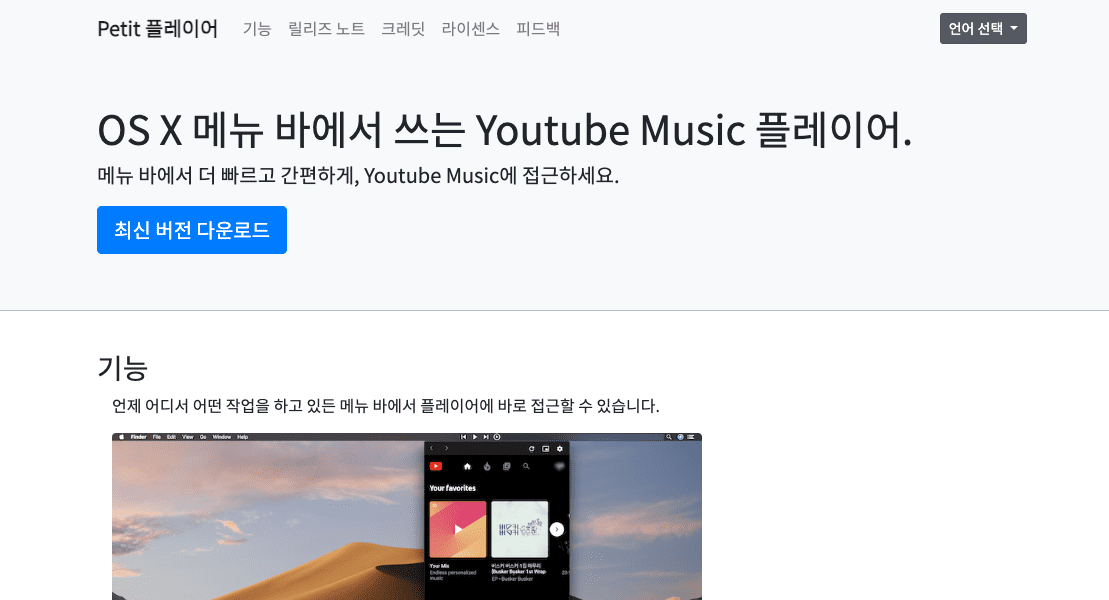 Petit 플레이어 기능 릴리즈 노트 크레딧 라이센스 피드백 언어 선택
OS X 메뉴 바에서 쓰는 Youtube Music 플레이어.
메뉴 바에서 더 빠르고 간편하게, Youtube Music에 접근하세요.
최신 버전 다운로드
기능
언제 어디서 어떤 작업을 하고 있든 메뉴 바에서 플레이어에 바로 접근할 수 있습니다.
Finder File Edit View Go Window Help
Your favorites
Your Mix
Endless personalized
music
버스커 버스커 1집 마무리
(Busker Busker 1st Wrap
EP • Busker Busker